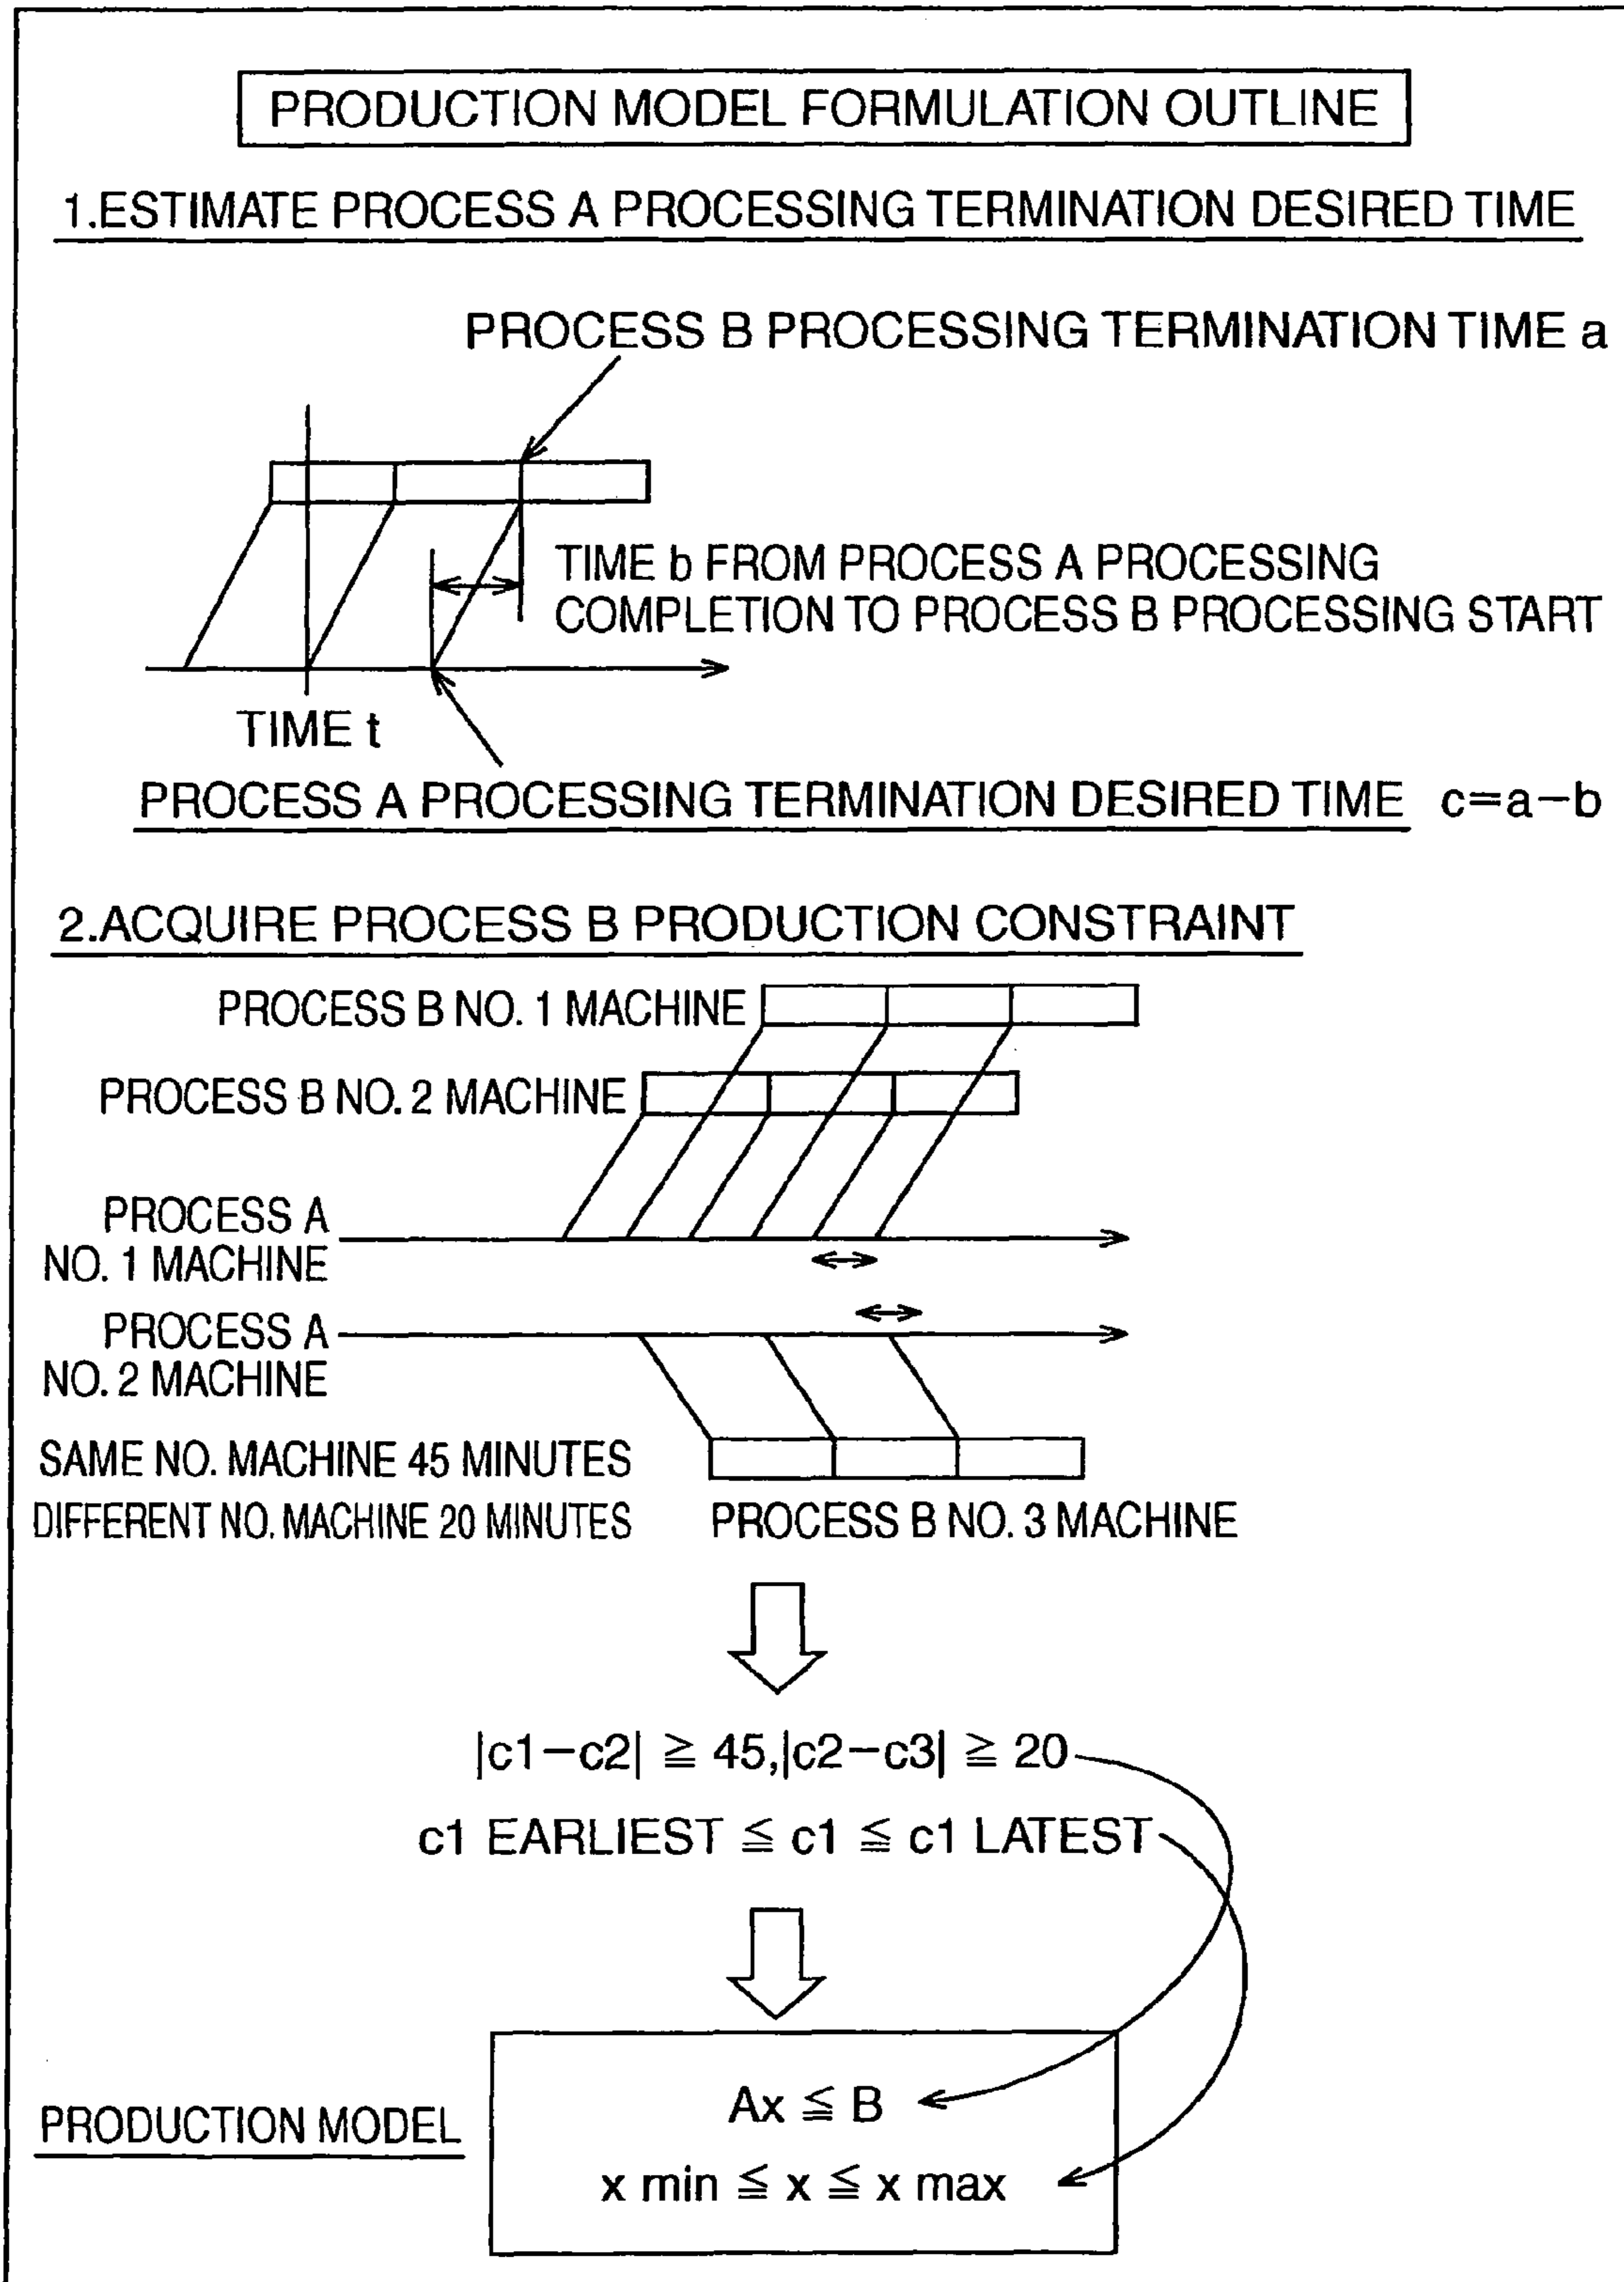 PRODUCTION MODEL FORMULATION OUTLINE
1.ESTIMATE PROCESS A PROCESSING TERMINATION DESIRED TIME
PROCESS B PROCESSING TERMINATION TIME a
TIME b FROM PROCESS A PROCESSING
COMPLETION TO PROCESS B PROCESSING START
TIME t
PROCESS A PROCESSING TERMINATION DESIRED TIME c=a−b
2.ACQUIRE PROCESS B PRODUCTION CONSTRAINT
PROCESS B NO. 1 MACHINE
PROCESS B NO. 2 MACHINE
PROCESS A
NO. 1 MACHINE
PROCESS A
NO. 2 MACHINE
SAME NO. MACHINE 45 MINUTES
DIFFERENT NO. MACHINE 20 MINUTES
PROCESS B NO. 3 MACHINE
|c1−c2| ≧ 45,|c2−c3| ≧ 20
c1 EARLIEST ≦ c1 ≦ c1 LATEST
PRODUCTION MODEL
Ax ≦ B
x min ≦ x ≦ x max